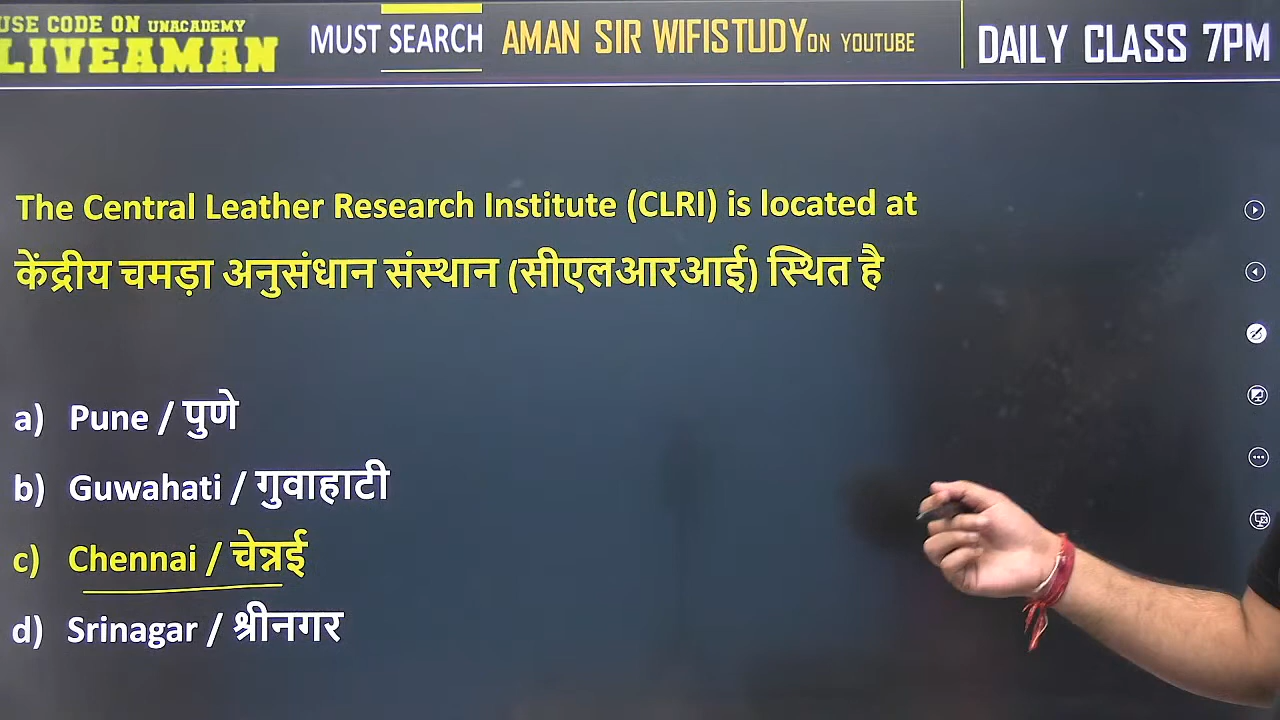 USE CODE ON UNACADEMY
LIVEAMAN
MUST SEARCH
AMAN SIR WIFISTUDY ON YOUTUBE
DAILY CLASS 7PM
The Central Leather Research Institute (CLRI) is located at
केंद्रीय चमड़ा अनुसंधान संस्थान (सीएलआरआई) स्थित है
a) Pune / पुणे
b) Guwahati / गुवाहाटी
c) Chennai / चेन्नई
d) Srinagar / श्रीनगर